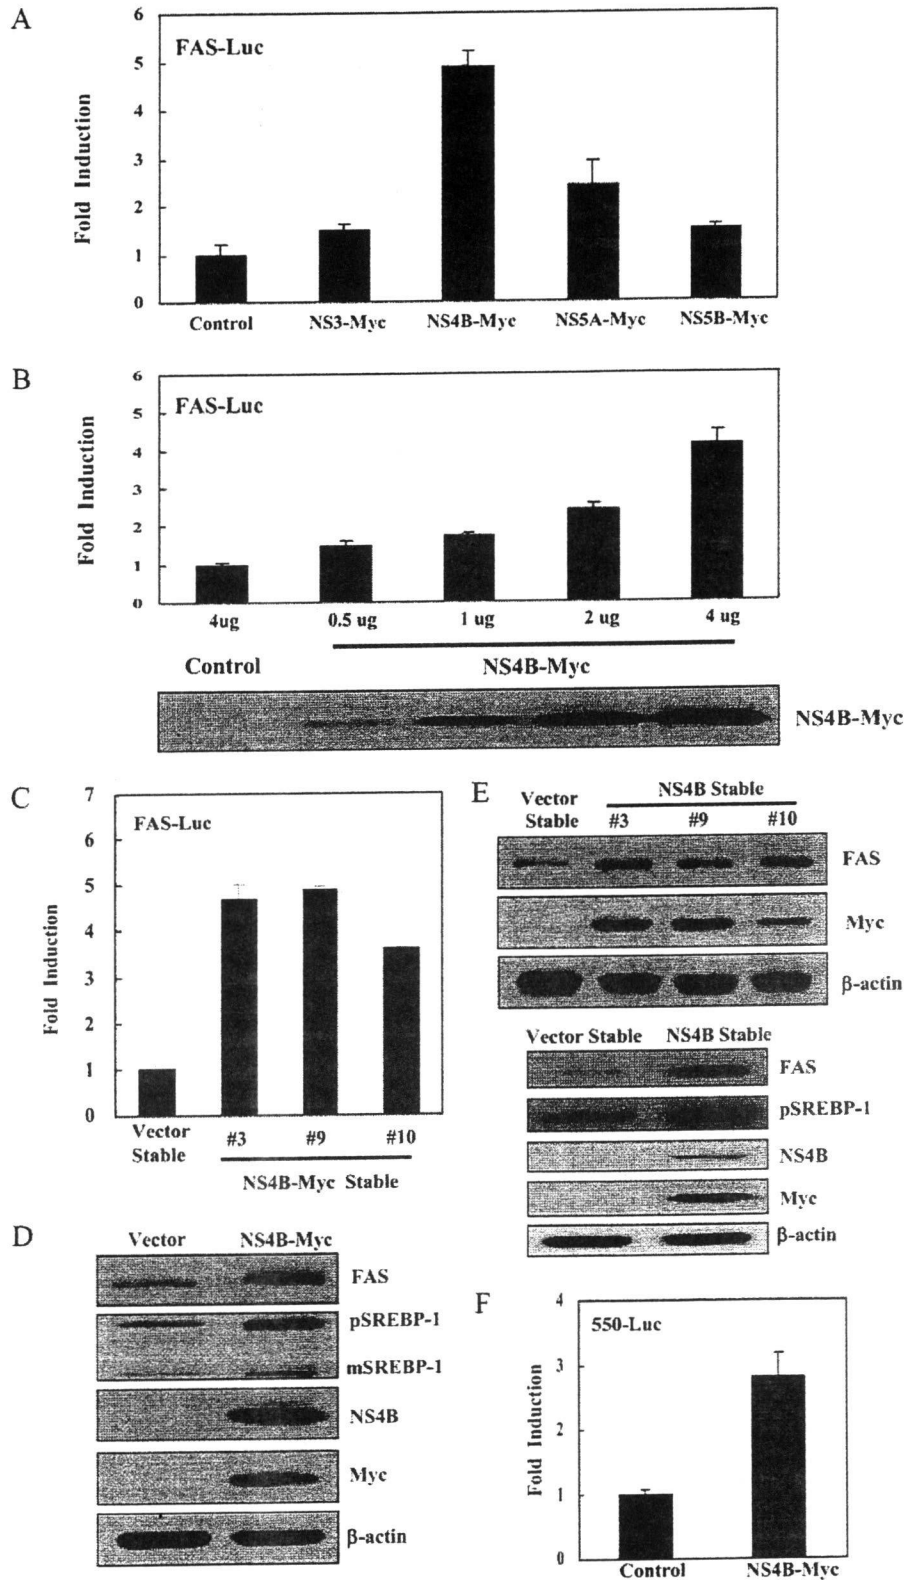 A
FAS-Luc
Fold Induction
6
5
4
3
2
1
0
Control NS3-Myc NS4B-Myc NS5A-Myc NS5B-Myc
B
FAS-Luc
Fold Induction
6
5
4
3
2
1
0
4ug 0.5 ug 1 ug 2 ug 4 ug
Control NS4B-Myc
NS4B-Myc
C
FAS-Luc
Fold Induction
7
6
5
4
3
2
1
0
Vector Stable #3 #9 #10
NS4B-Myc Stable
D
Vector NS4B-Myc
FAS
pSREBP-1
mSREBP-1
NS4B
Myc
β-actin
E
Vector Stable
NS4B Stable
#3 #9 #10
FAS
Myc
β-actin
Vector Stable NS4B Stable
FAS
pSREBP-1
NS4B
Myc
β-actin
F
550-Luc
Fold Induction
4
3
2
1
0
Control NS4B-Myc